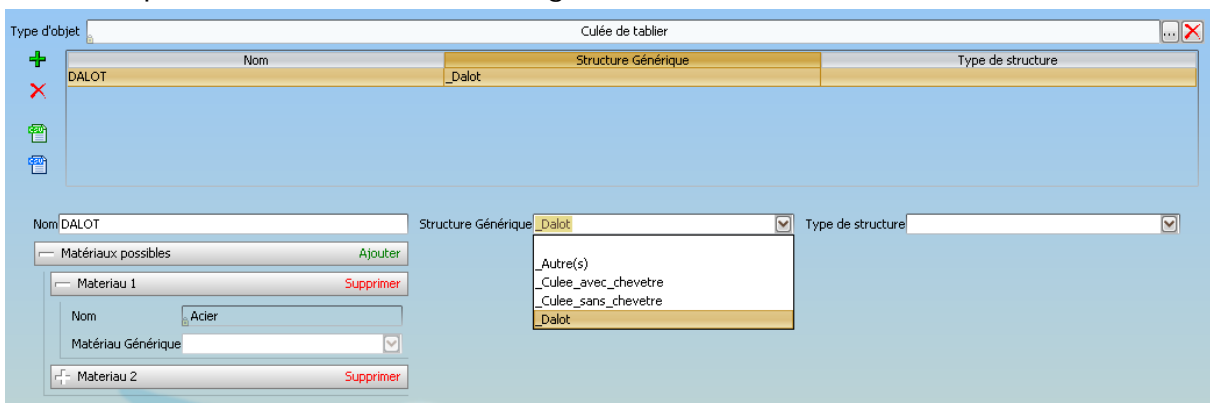 Type d'objet Culée de tablier ...
Nom Structure Générique Type de structure
DALOT _Dalot
Nom DALOT Structure Générique _Dalot Type de structure
Matériaux possibles Ajouter
_Autre(s)
Materiau 1 Supprimer
_Culee_avec_chevetre
_Culee_sans_chevetre
Nom Acier
_Dalot
Matériau Générique
Materiau 2 Supprimer